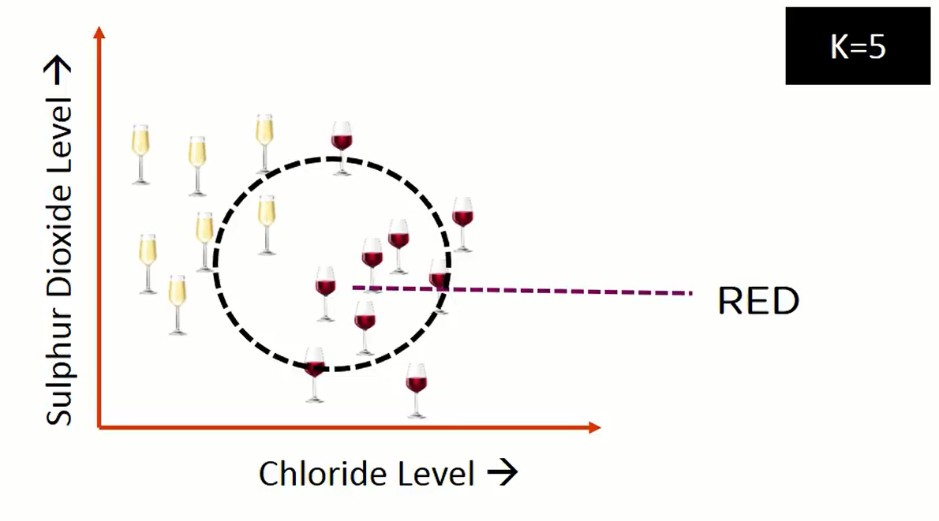 K=5
Sulphur Dioxide Level →
RED
Chloride Level →